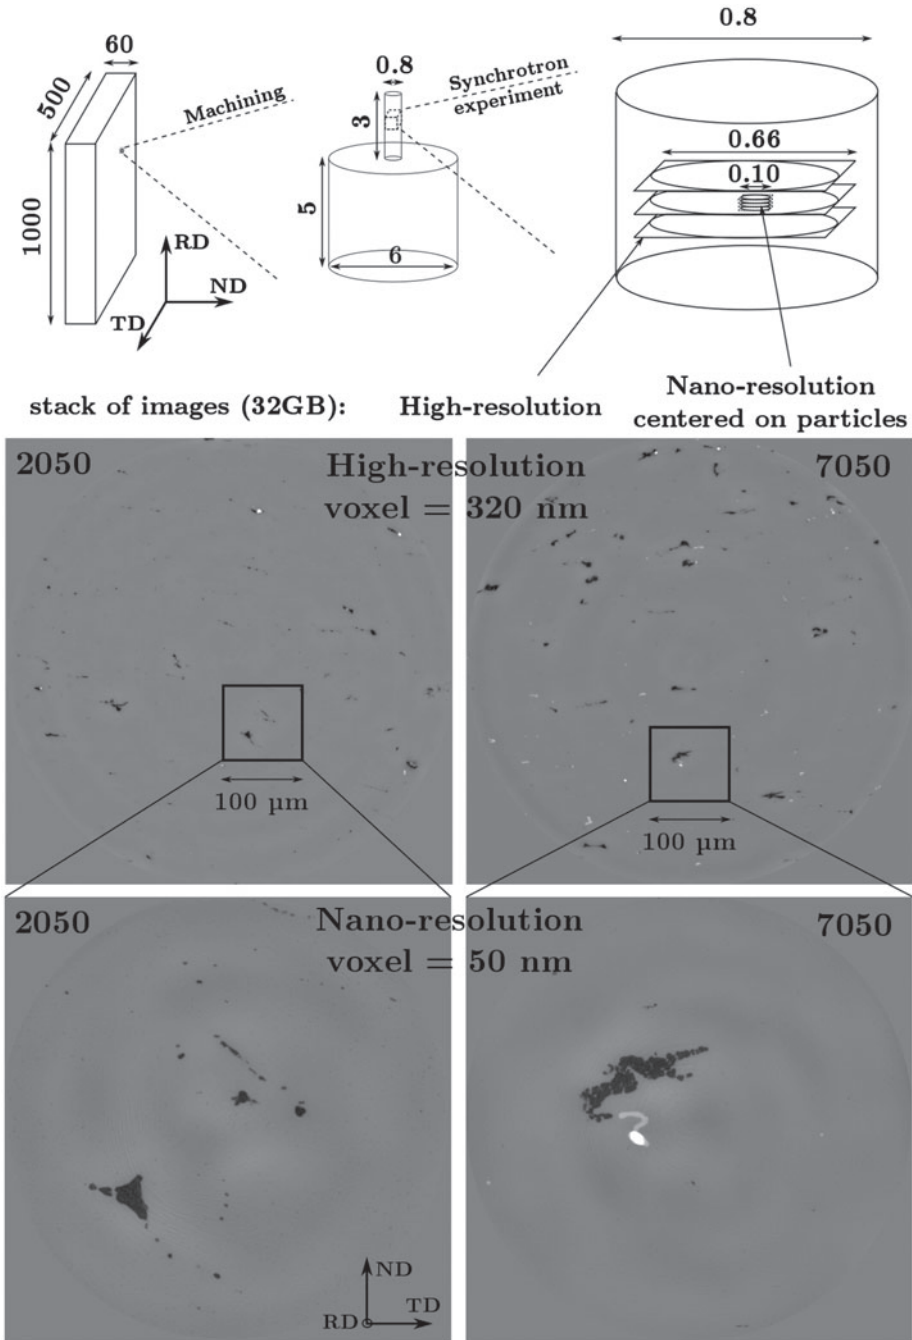 60
500
1000
Machining
RD
ND
TD
0.8
3
5
6
Synchrotron
experiment
0.8
0.66
0.10
stack of images (32GB):
High-resolution
Nano-resolution
centered on particles
2050
High-resolution
7050
voxel = 320 nm
100 µm
100 µm
2050
Nano-resolution
7050
voxel = 50 nm
ND
RD
TD